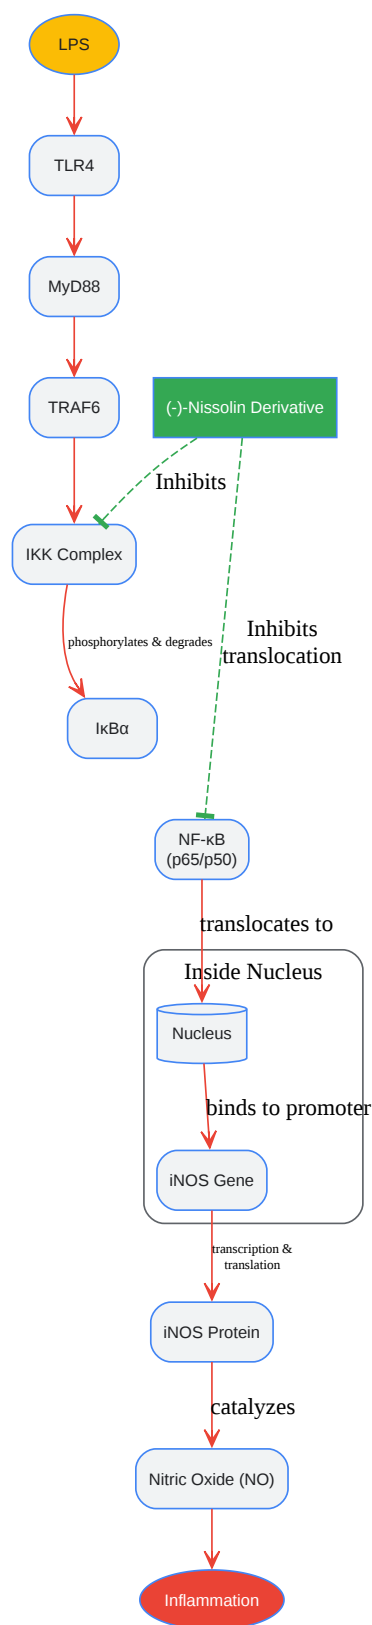 LPS
TLR4
MyD88
TRAF6
(-)-Nissolin Derivative
Inhibits
IKK Complex
Inhibits
translocation
phosphorylates & degrades
IκBα
NF-κB
(p65/p50)
translocates to
Inside Nucleus
Nucleus
binds to promoter
iNOS Gene
transcription &
translation
iNOS Protein
catalyzes
Nitric Oxide (NO)
Inflammation